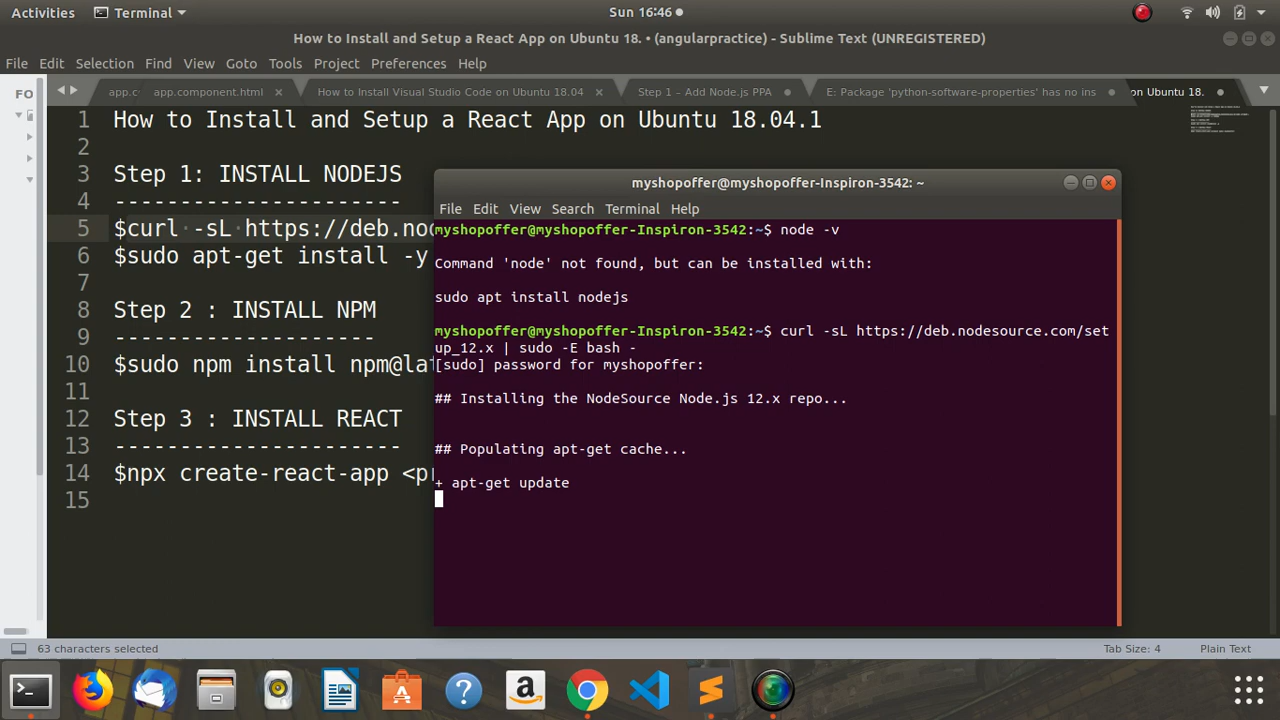 Activities
Terminal
Sun 16:46
How to Install and Setup a React App on Ubuntu 18. • (angularpractice) - Sublime Text (UNREGISTERED)
File Edit Selection Find View Goto Tools Project Preferences Help
FO
app.c
app.component.html
How to Install Visual Studio Code on Ubuntu 18.04
Step 1 – Add Node.js PPA
E: Package 'python-software-properties' has no ins
on Ubuntu 18.
1 How to Install and Setup a React App on Ubuntu 18.04.1
2
3 Step 1: INSTALL NODEJS
4 ----------------------
5 $curl -sL https://deb.nod
6 $sudo apt-get install -y
7
8 Step 2 : INSTALL NPM
9 --------------------
10 $sudo npm install npm@lat
11
12 Step 3 : INSTALL REACT
13 ----------------------
14 $npx create-react-app <pr
15
myshopoffer@myshopoffer-Inspiron-3542: ~
File Edit View Search Terminal Help
myshopoffer@myshopoffer-Inspiron-3542:~$ node -v
Command 'node' not found, but can be installed with:
sudo apt install nodejs
myshopoffer@myshopoffer-Inspiron-3542:~$ curl -sL https://deb.nodesource.com/set
up_12.x | sudo -E bash -
[sudo] password for myshopoffer:
## Installing the NodeSource Node.js 12.x repo...
## Populating apt-get cache...
+ apt-get update
63 characters selected
Tab Size: 4
Plain Text